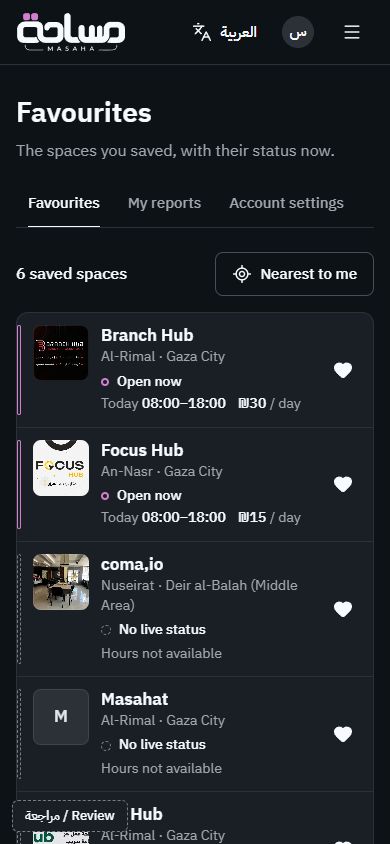 مساحة
MASAHA
العربية
س
Favourites
The spaces you saved, with their status now.
Favourites
My reports
Account settings
6 saved spaces
Nearest to me
Branch Hub
Al-Rimal · Gaza City
Open now
Today 08:00–18:00 ₪30 / day
FOCUS
HUB
Focus Hub
An-Nasr · Gaza City
Open now
Today 08:00–18:00 ₪15 / day
coma,io
Nuseirat · Deir al-Balah (Middle
Area)
No live status
Hours not available
M
Masahat
Al-Rimal · Gaza City
No live status
Hours not available
Hub
Al-Rimal · Gaza City
مراجعة / Review
ub